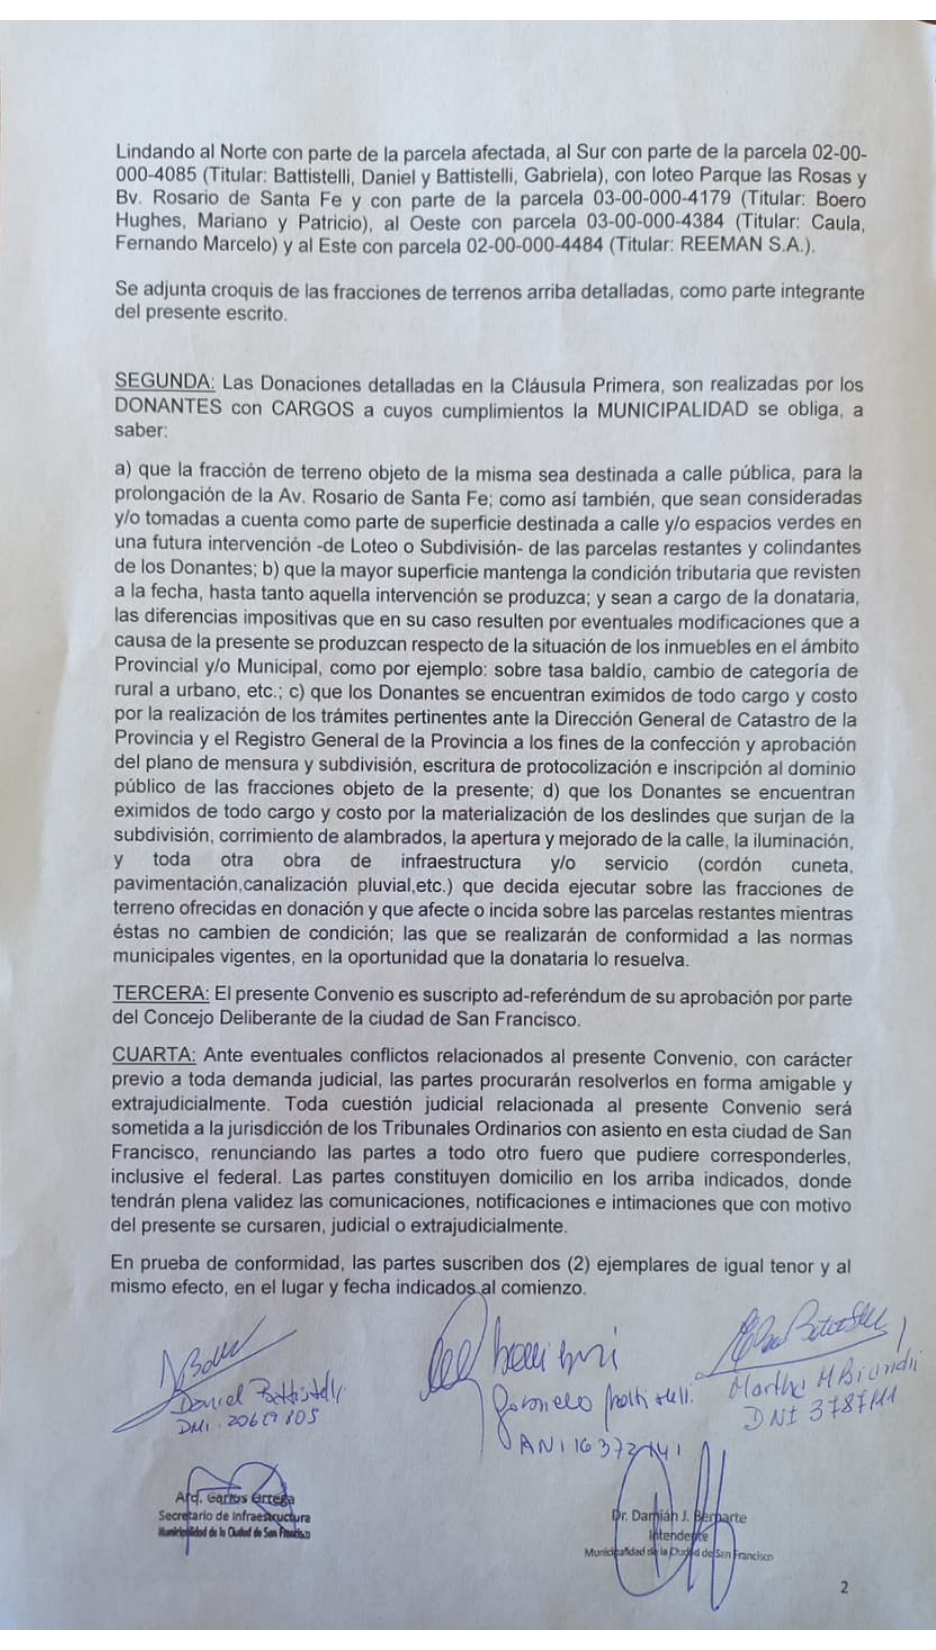 Lindando al Norte con parte de la parcela afectada, al Sur con parte de la parcela 02-00-
000-4085 (Titular: Battistelli, Daniel y Battistelli, Gabriela), con loteo Parque las Rosas y
Bv. Rosario de Santa Fe y con parte de la parcela 03-00-000-4179 (Titular: Boero
Hughes, Mariano y Patricio), al Oeste con parcela 03-00-000-4384 (Titular: Caula,
Fernando Marcelo) y al Este con parcela 02-00-000-4484 (Titular: REEMAN S.A.).
Se adjunta croquis de las fracciones de terrenos arriba detalladas, como parte integrante
del presente escrito.
SEGUNDA: Las Donaciones detalladas en la Cláusula Primera, son realizadas por los
DONANTES con CARGOS a cuyos cumplimientos la MUNICIPALIDAD se obliga, a
saber:
a) que la fracción de terreno objeto de la misma sea destinada a calle pública, para la
prolongación de la Av. Rosario de Santa Fe; como así también, que sean consideradas
y/o tomadas a cuenta como parte de superficie destinada a calle y/o espacios verdes en
una futura intervención -de Loteo o Subdivisión- de las parcelas restantes y colindantes
de los Donantes; b) que la mayor superficie mantenga la condición tributaria que revisten
a la fecha, hasta tanto aquella intervención se produzca; y sean a cargo de la donataria,
las diferencias impositivas que en su caso resulten por eventuales modificaciones que a
causa de la presente se produzcan respecto de la situación de los inmuebles en el ámbito
Provincial y/o Municipal, como por ejemplo: sobre tasa baldío, cambio de categoría de
rural a urbano, etc.; c) que los Donantes se encuentran eximidos de todo cargo y costo
por la realización de los trámites pertinentes ante la Dirección General de Catastro de la
Provincia y el Registro General de la Provincia a los fines de la confección y aprobación
del plano de mensura y subdivisión, escritura de protocolización e inscripción al dominio
público de las fracciones objeto de la presente; d) que los Donantes se encuentran
eximidos de todo cargo y costo por la materialización de los deslindes que surjan de la
subdivisión, corrimiento de alambrados, la apertura y mejorado de la calle, la iluminación,
y toda otra obra de infraestructura y/o servicio (cordón cuneta,
pavimentación,canalización pluvial,etc.) que decida ejecutar sobre las fracciones de
terreno ofrecidas en donación y que afecte o incida sobre las parcelas restantes mientras
éstas no cambien de condición; las que se realizarán de conformidad a las normas
municipales vigentes, en la oportunidad que la donataria lo resuelva.
TERCERA: El presente Convenio es suscripto ad-referéndum de su aprobación por parte
del Concejo Deliberante de la ciudad de San Francisco.
CUARTA: Ante eventuales conflictos relacionados al presente Convenio, con carácter
previo a toda demanda judicial, las partes procurarán resolverlos en forma amigable y
extrajudicialmente. Toda cuestión judicial relacionada al presente Convenio será
sometida a la jurisdicción de los Tribunales Ordinarios con asiento en esta ciudad de San
Francisco, renunciando las partes a todo otro fuero que pudiere corresponderles,
inclusive el federal. Las partes constituyen domicilio en los arriba indicados, donde
tendrán plena validez las comunicaciones, notificaciones e intimaciones que con motivo
del presente se cursaren, judicial o extrajudicialmente.
En prueba de conformidad, las partes suscriben dos (2) ejemplares de igual tenor y al
mismo efecto, en el lugar y fecha indicados al comienzo.
Daniel Battistelli
Martha M Biondi
DNI
Arq. Carlos Ortega
Secretario de Infraestructura
Municipalidad de la Ciudad de San Francisco
Dr. Damián J. Bernarte
Intendente
Municipalidad de la Ciudad de San Francisco
2